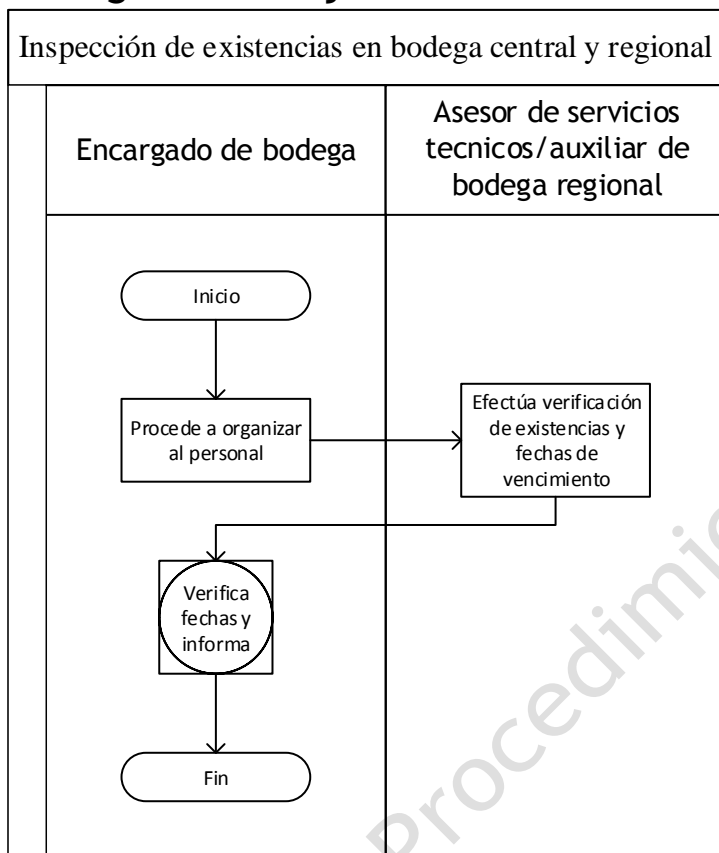 Inspección de existencias en bodega central y regional
Encargado de bodega
Asesor de servicios
tecnicos/auxiliar de
bodega regional
Inicio
Procede a organizar
al personal
Efectúa verificación
de existencias y
fechas de
vencimiento
Verifica
fechas y
informa
Fin